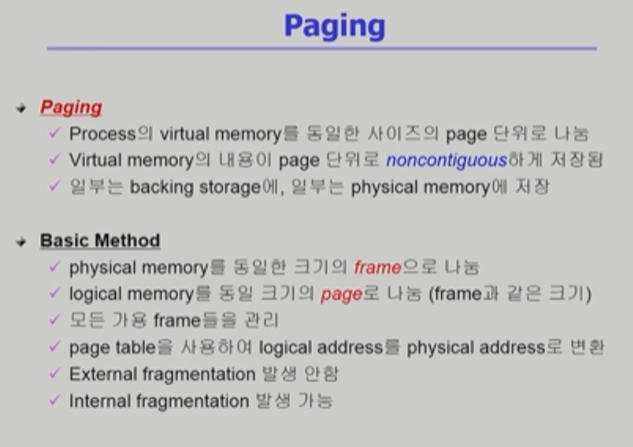 Paging
Paging
Process의 virtual memory를 동일한 사이즈의 page 단위로 나눔
Virtual memory의 내용이 page 단위로 noncontiguous하게 저장됨
일부는 backing storage에, 일부는 physical memory에 저장
Basic Method
physical memory를 동일한 크기의 frame으로 나눔
logical memory를 동일 크기의 page로 나눔 (frame과 같은 크기)
모든 가용 frame들을 관리
page table을 사용하여 logical address를 physical address로 변환
External fragmentation 발생 안함
Internal fragmentation 발생 가능